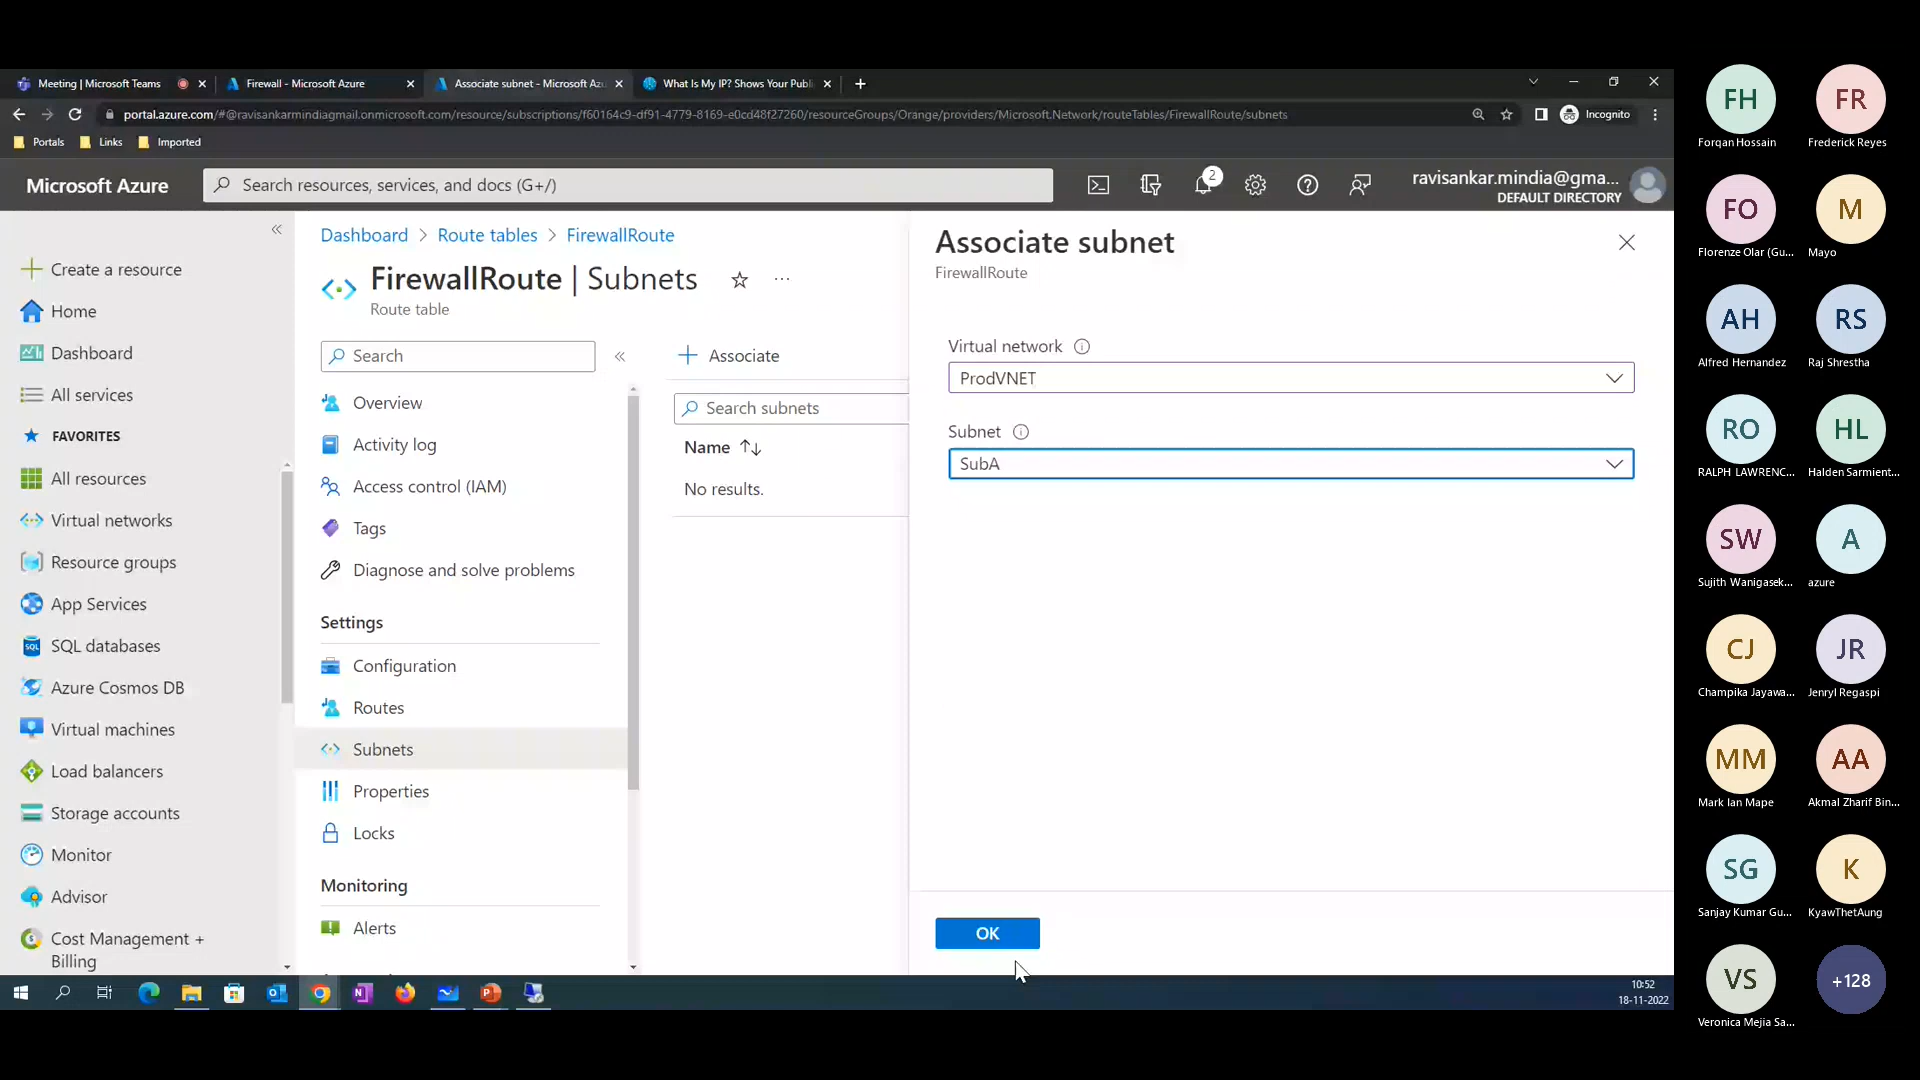 Meeting | Microsoft Teams
Firewall - Microsoft Azure
Associate subnet - Microsoft Azu
What Is My IP? Shows Your Publ
portal.azure.com/#@ravisankarmindiagmail.onmicrosoft.com/resource/subscriptions/f60164c9-df91-4779-8169-e0cd48f27260/resourceGroups/Orange/providers/Microsoft.Network/routeTables/FirewallRoute/subnets
Incognito
Portals
Links
Imported
Microsoft Azure
Search resources, services, and docs (G+/)
2
ravisankar.mindia@gma...
DEFAULT DIRECTORY
Create a resource
Home
Dashboard
All services
FAVORITES
All resources
Virtual networks
Resource groups
App Services
SQL databases
Azure Cosmos DB
Virtual machines
Load balancers
Storage accounts
Monitor
Advisor
Cost Management +
Billing
Dashboard > Route tables > FirewallRoute
FirewallRoute | Subnets
Route table
Search
Overview
Activity log
Access control (IAM)
Tags
Diagnose and solve problems
Settings
Configuration
Routes
Subnets
Properties
Locks
Monitoring
Alerts
Associate
Search subnets
Name
No results.
Associate subnet
FirewallRoute
Virtual network
ProdVNET
Subnet
SubA
OK
10:52
18-11-2022
FH
Forqan Hossain
FR
Frederick Reyes
FO
Florenze Olar (Gu...
M
Mayo
AH
Alfred Hernandez
RS
Raj Shrestha
RO
RALPH LAWRENC...
HL
Halden Sarmient...
SW
Sujith Wanigasek...
A
azure
CJ
Champika Jayawa...
JR
Jenryl Regaspi
MM
Mark Ian Mape
AA
Akmal Zharif Bin...
SG
Sanjay Kumar Gu...
K
KyawThetAung
VS
Veronica Mejia Sa...
+128